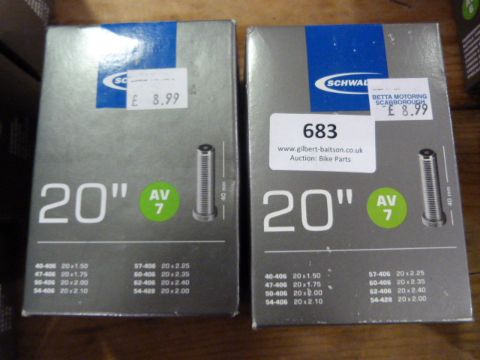 SCHW
£ 8.99
20"
AV
7
40 mm
40-406 20 x 1.50
47-406 20 x 1.75
50-406 20 x 2.00
54-406 20 x 2.10
57-406 20 x 2.25
60-406 20 x 2.35
62-406 20 x 2.40
54-428 20 x 2.00
SCHWAL
BETTA MOTORING
SCARBOROUGH
£ 8.99
683
www.gilbert-baitson.co.uk
Auction: Bike Parts
20"
AV
7
40 mm
40-406 20 x 1.50
47-406 20 x 1.75
50-406 20 x 2.00
54-406 20 x 2.10
57-406 20 x 2.25
60-406 20 x 2.35
62-406 20 x 2.40
54-428 20 x 2.00